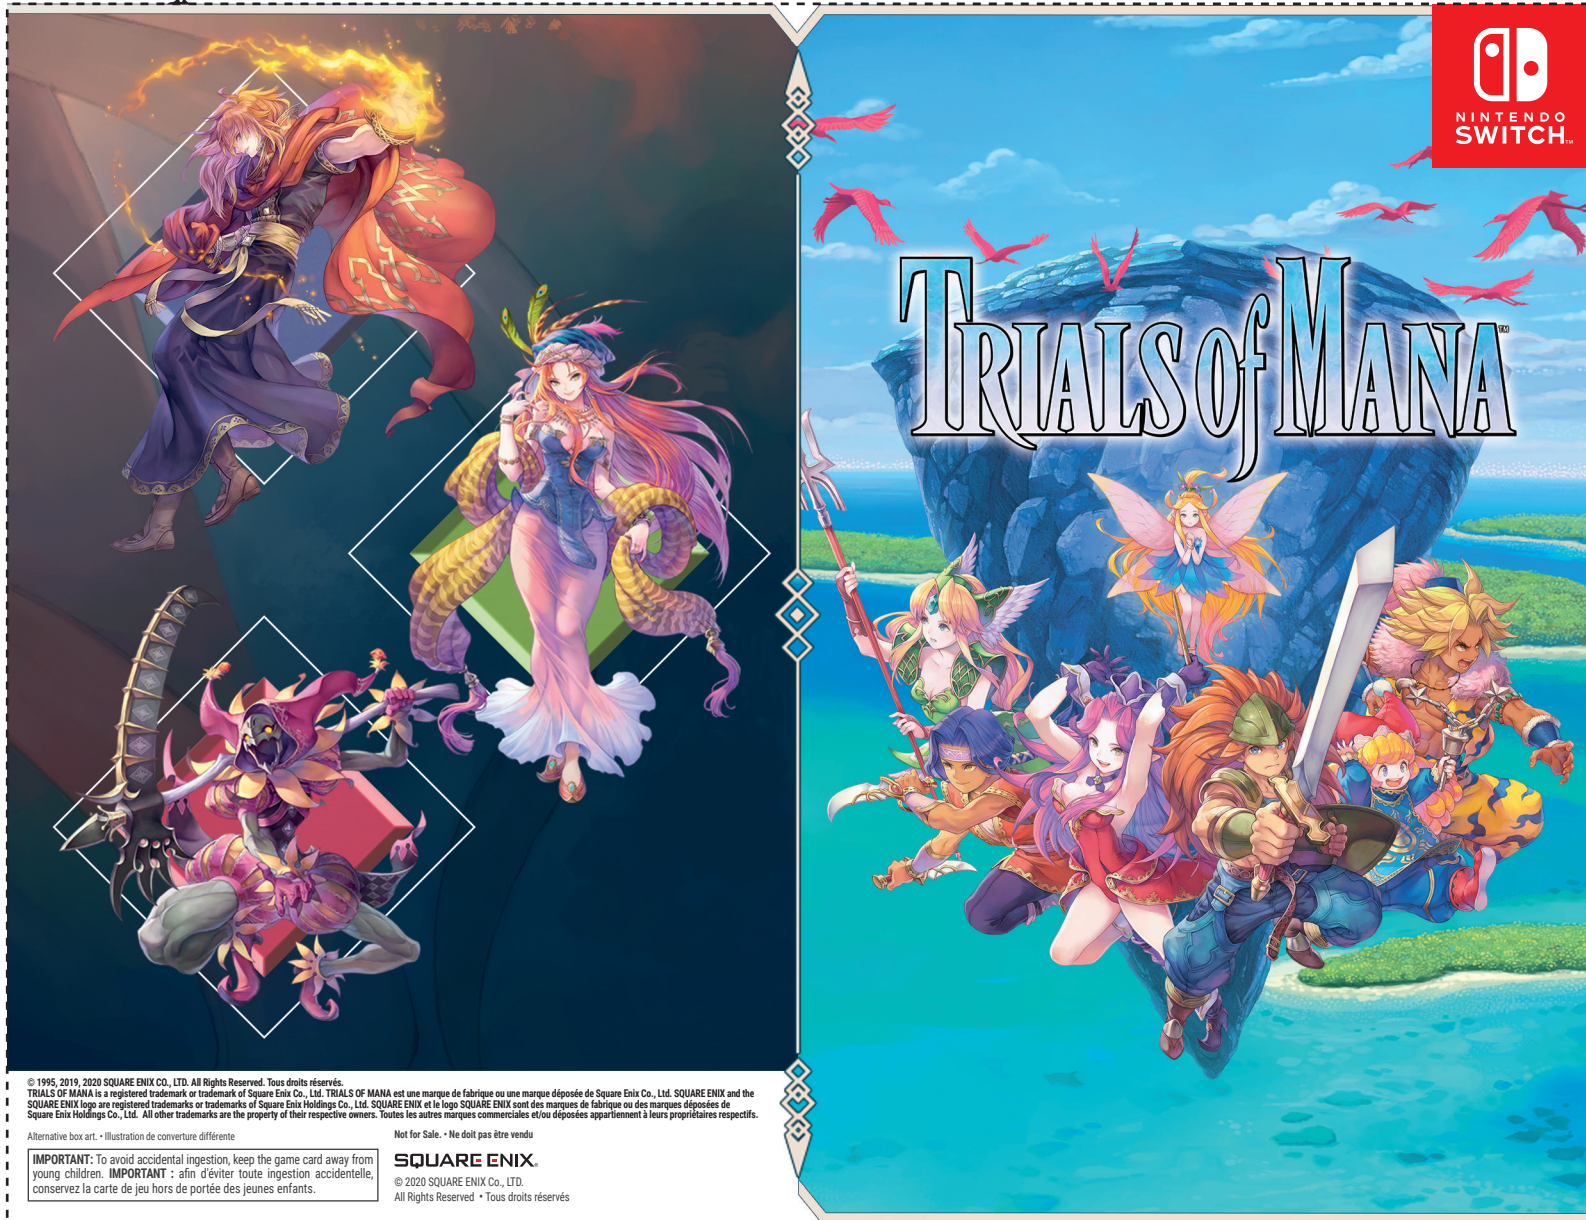 NINTENDO
SWITCH™
TRIALS of MANA™
© 1995, 2019, 2020 SQUARE ENIX CO., LTD. All Rights Reserved. Tous droits réservés.
TRIALS OF MANA is a registered trademark or trademark of Square Enix Co., Ltd. TRIALS OF MANA est une marque de fabrique ou une marque déposée de Square Enix Co., Ltd. SQUARE ENIX and the
SQUARE ENIX logo are registered trademarks or trademarks of Square Enix Holdings Co., Ltd. SQUARE ENIX et le logo SQUARE ENIX sont des marques de fabrique ou des marques déposées de
Square Enix Holdings Co., Ltd. All other trademarks are the property of their respective owners. Toutes les autres marques commerciales et/ou déposées appartiennent à leurs propriétaires respectifs.
Alternative box art. • Illustration de converture différente
IMPORTANT: To avoid accidental ingestion, keep the game card away from
young children. IMPORTANT : afin d'éviter toute ingestion accidentelle,
conservez la carte de jeu hors de portée des jeunes enfants.
Not for Sale. • Ne doit pas être vendu
SQUARE ENIX®
© 2020 SQUARE ENIX Co., LTD.
All Rights Reserved • Tous droits réservés